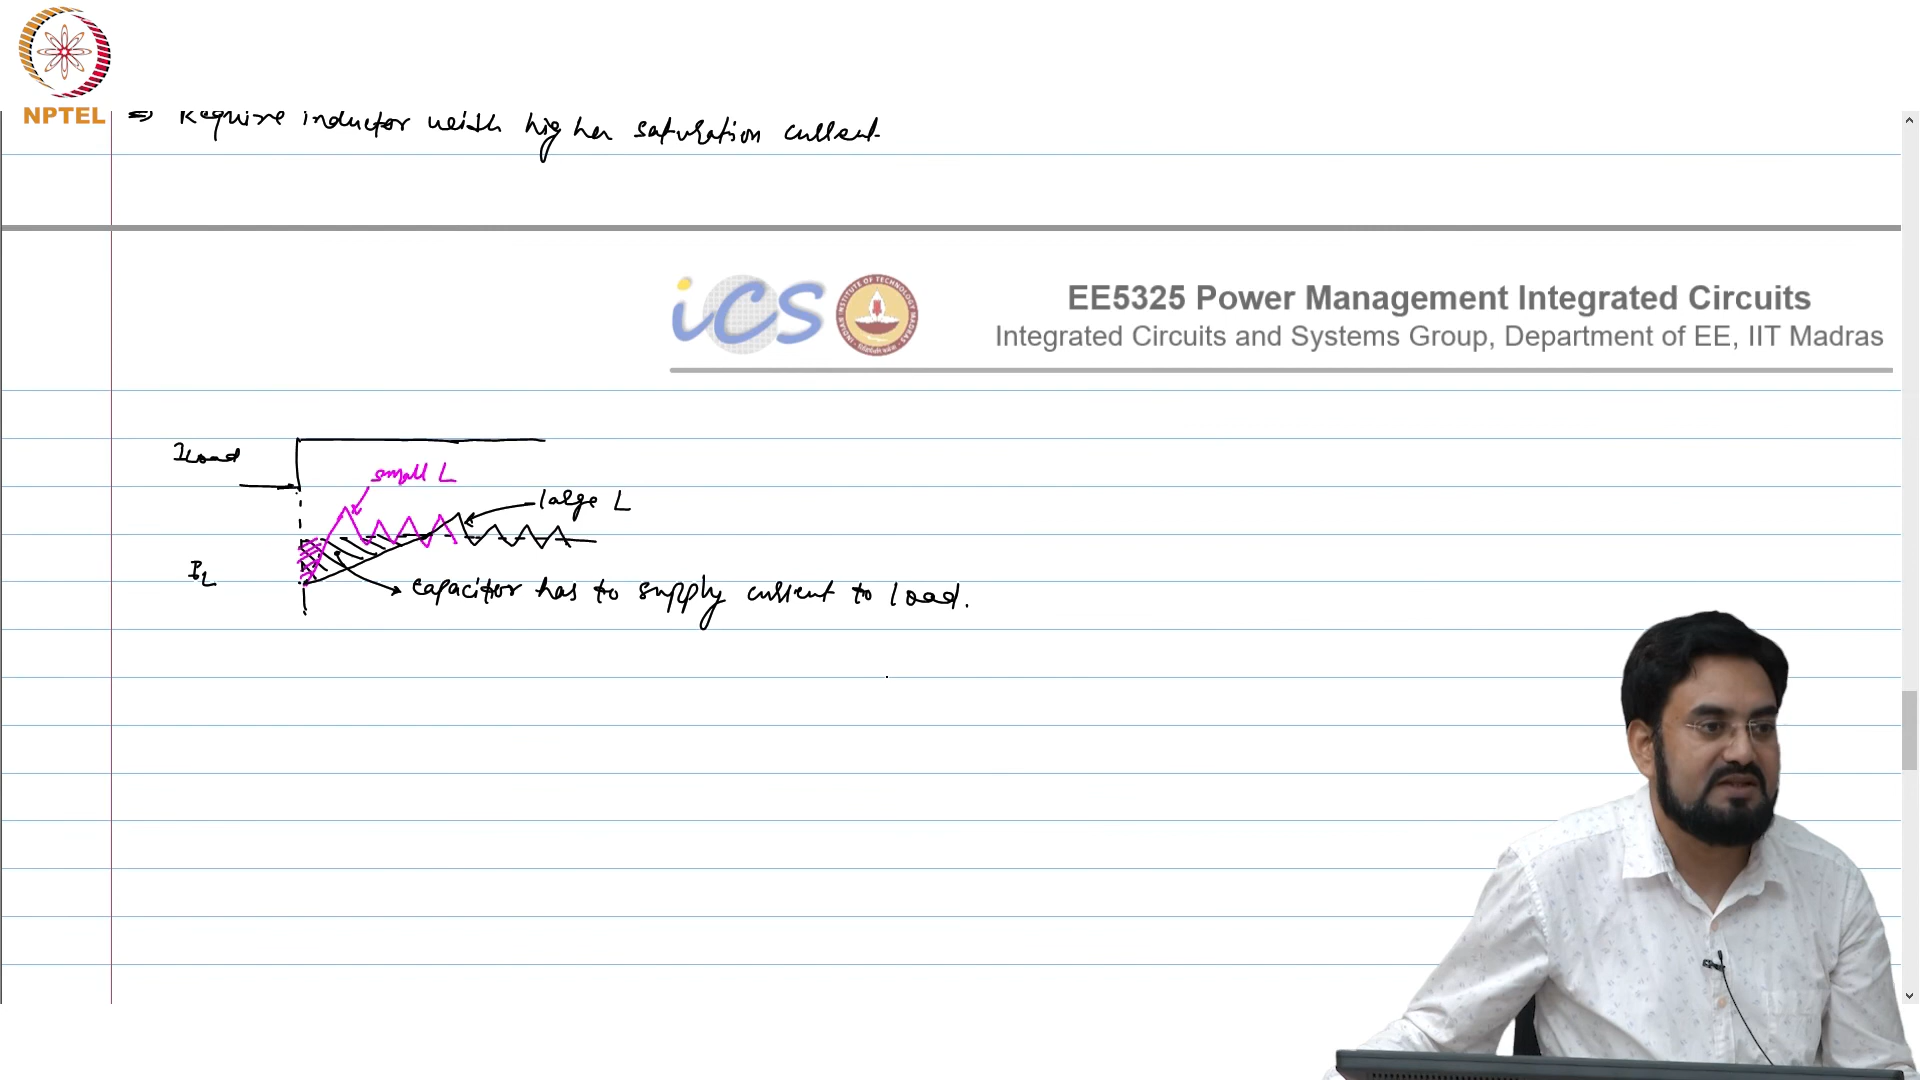 NPTEL
⇒ Require inductor with higher saturation current.
ics
EE5325 Power Management Integrated Circuits
Integrated Circuits and Systems Group, Department of EE, IIT Madras
ILoad
small L
large L
IL
capacitor has to supply current to load.